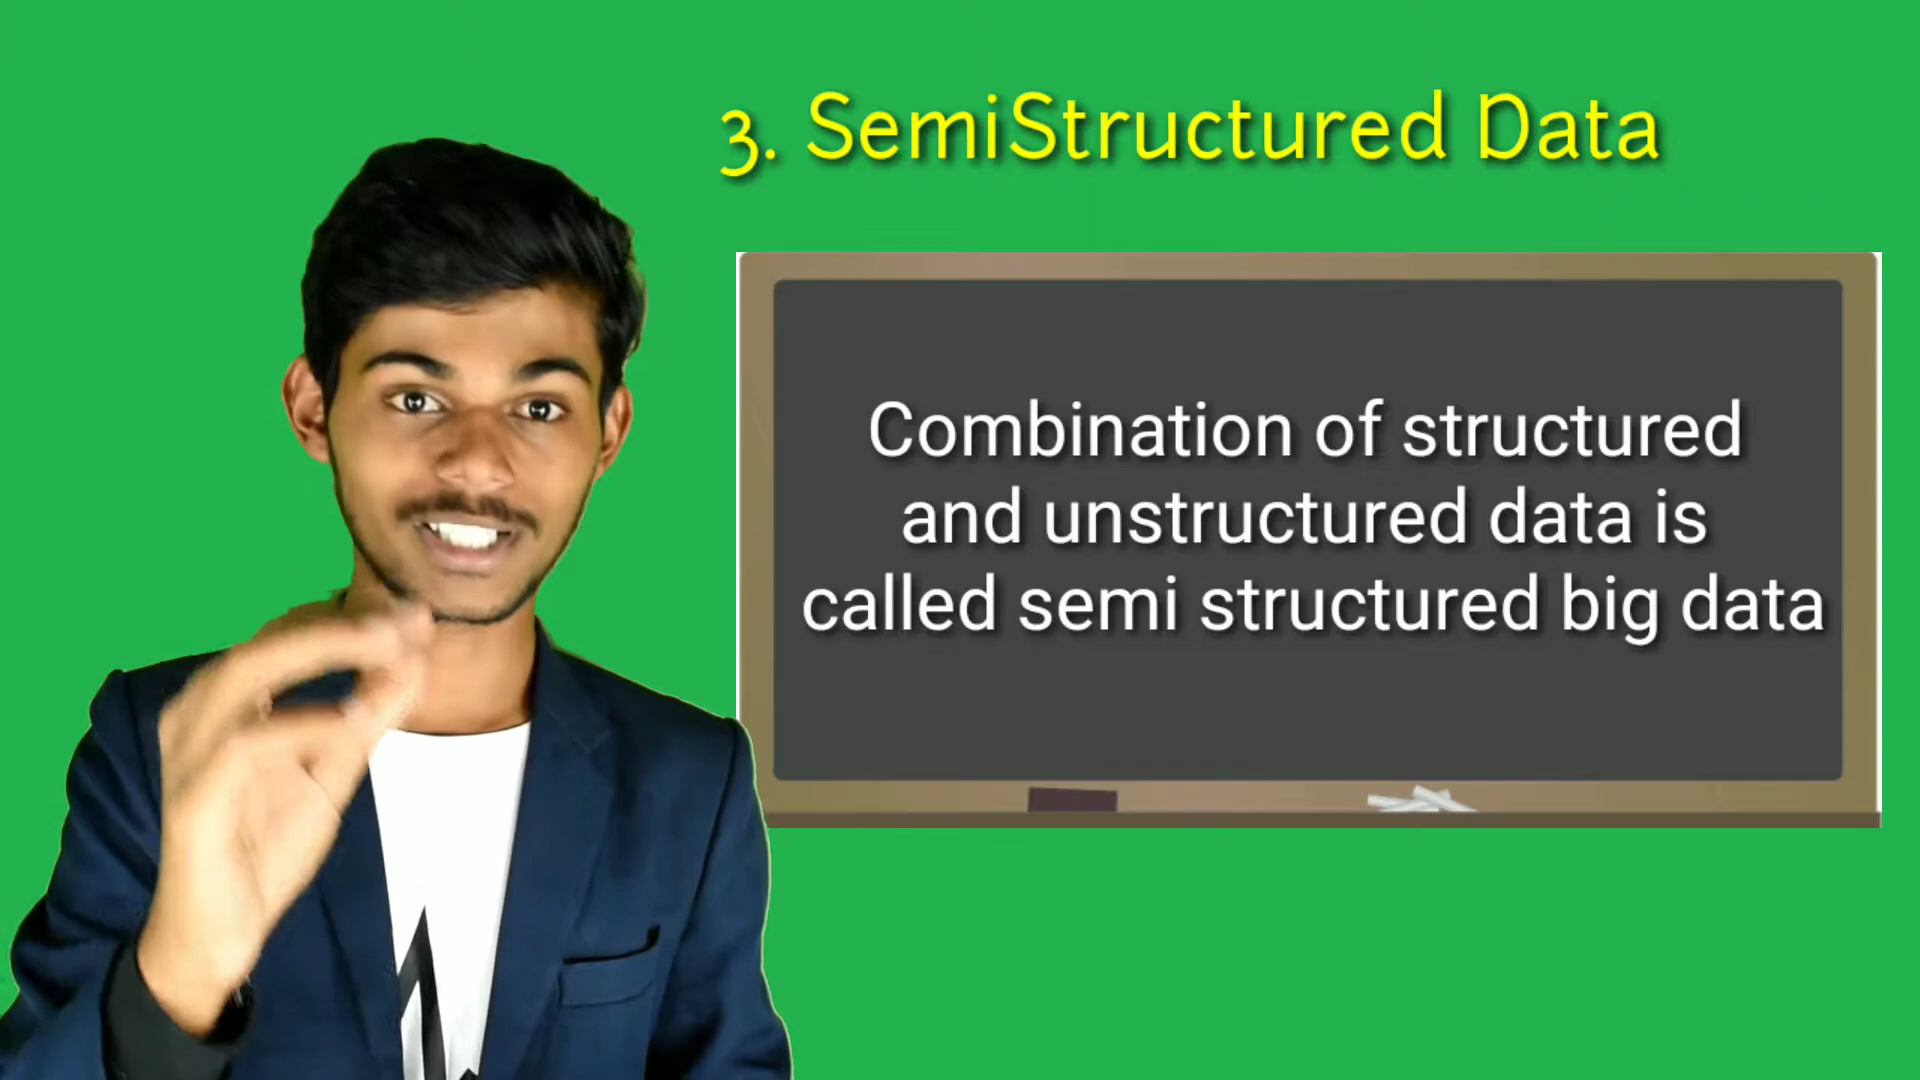 3. SemiStructured Data
Combination of structured
and unstructured data is
called semi structured big data